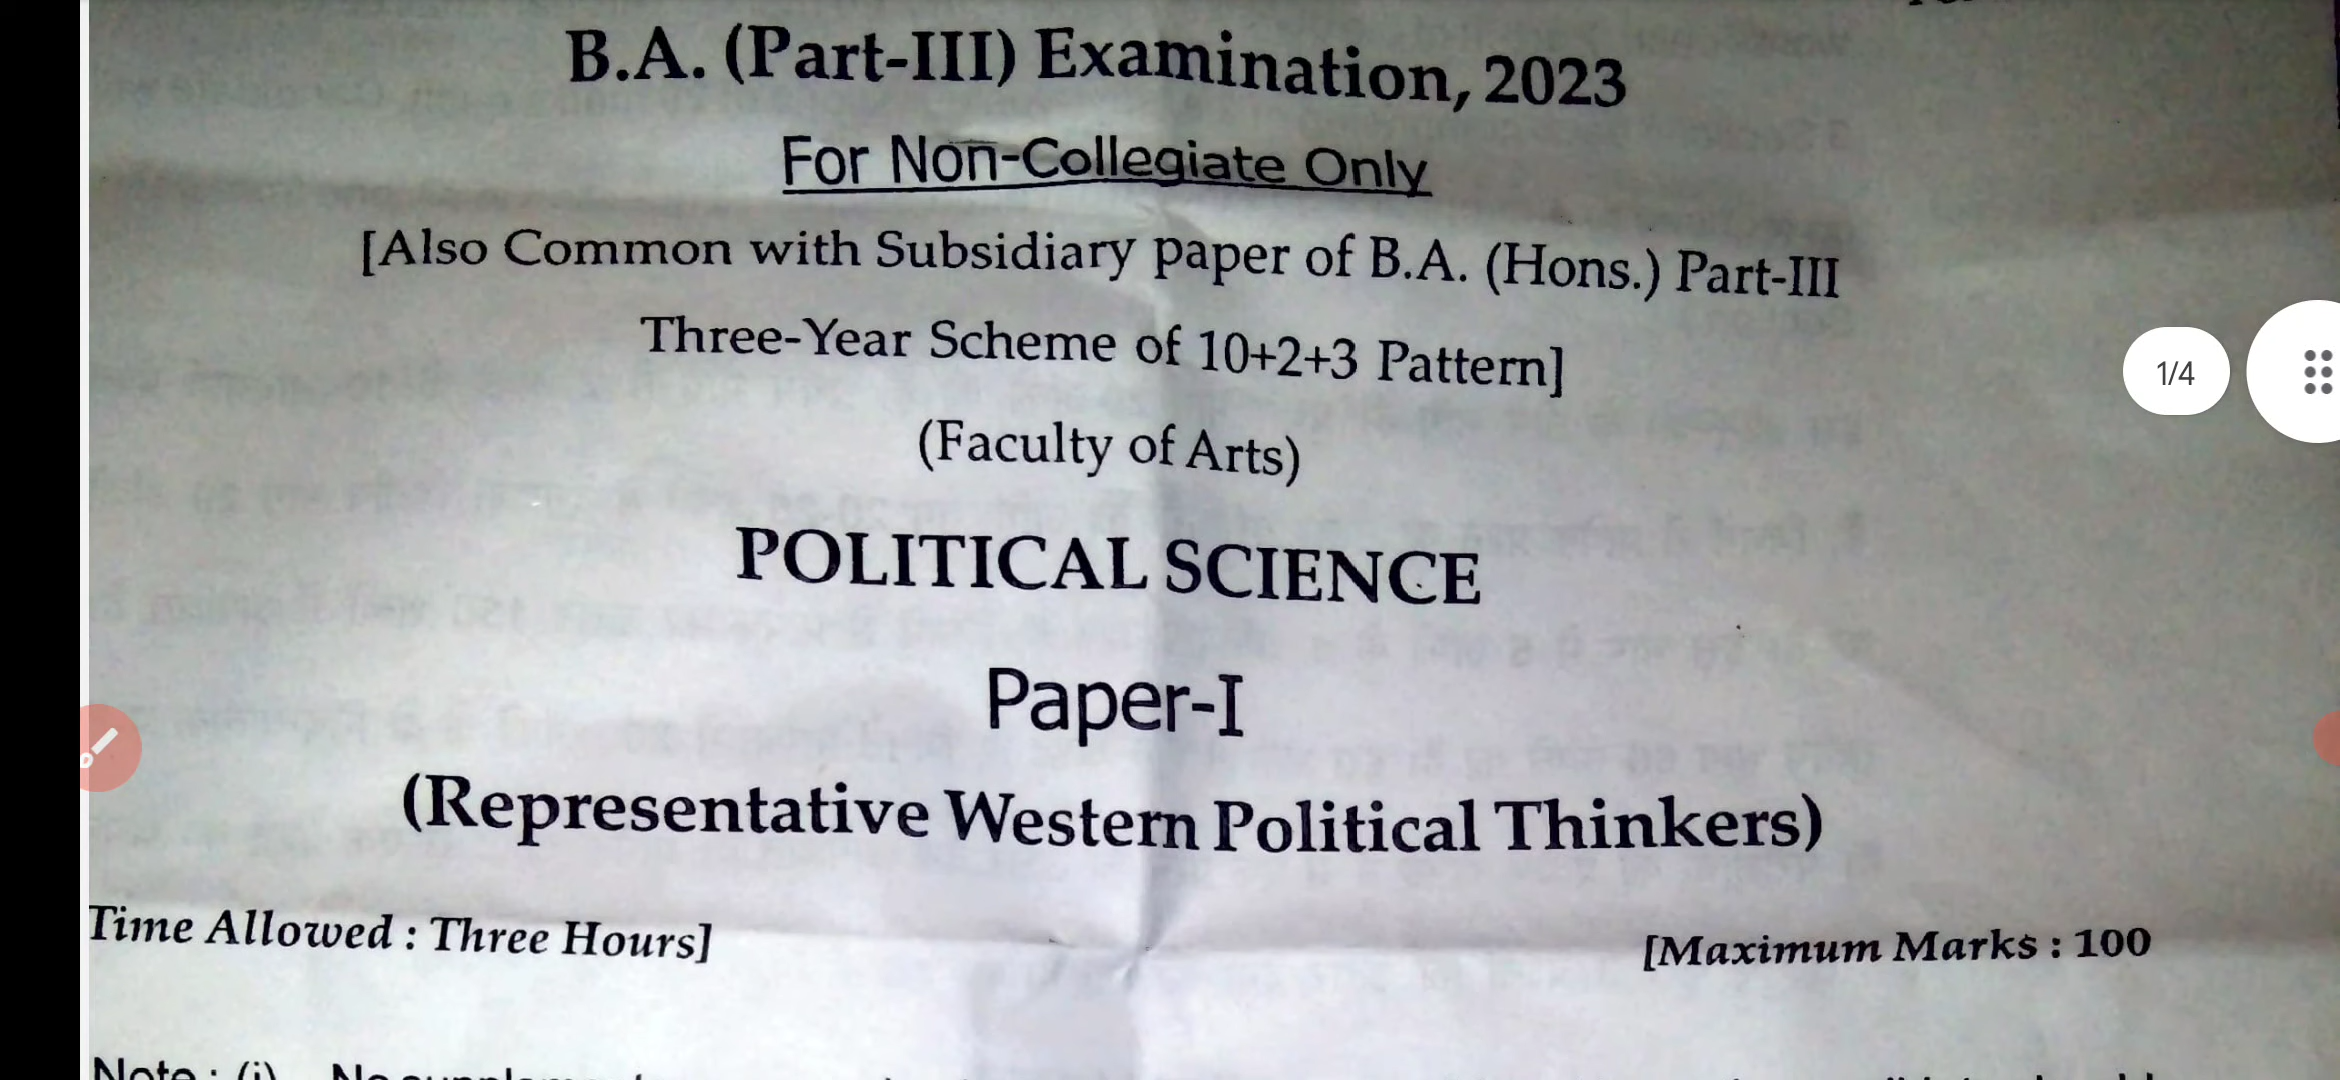 B.A. (Part-III) Examination, 2023
For Non-Collegiate Only
[Also Common with Subsidiary paper of B.A. (Hons.) Part-III
Three-Year Scheme of 10+2+3 Pattern]
1/4
(Faculty of Arts)
POLITICAL SCIENCE
Paper-I
(Representative Western Political Thinkers)
Time Allowed : Three Hours] [Maximum Marks : 100
Note : (i) No